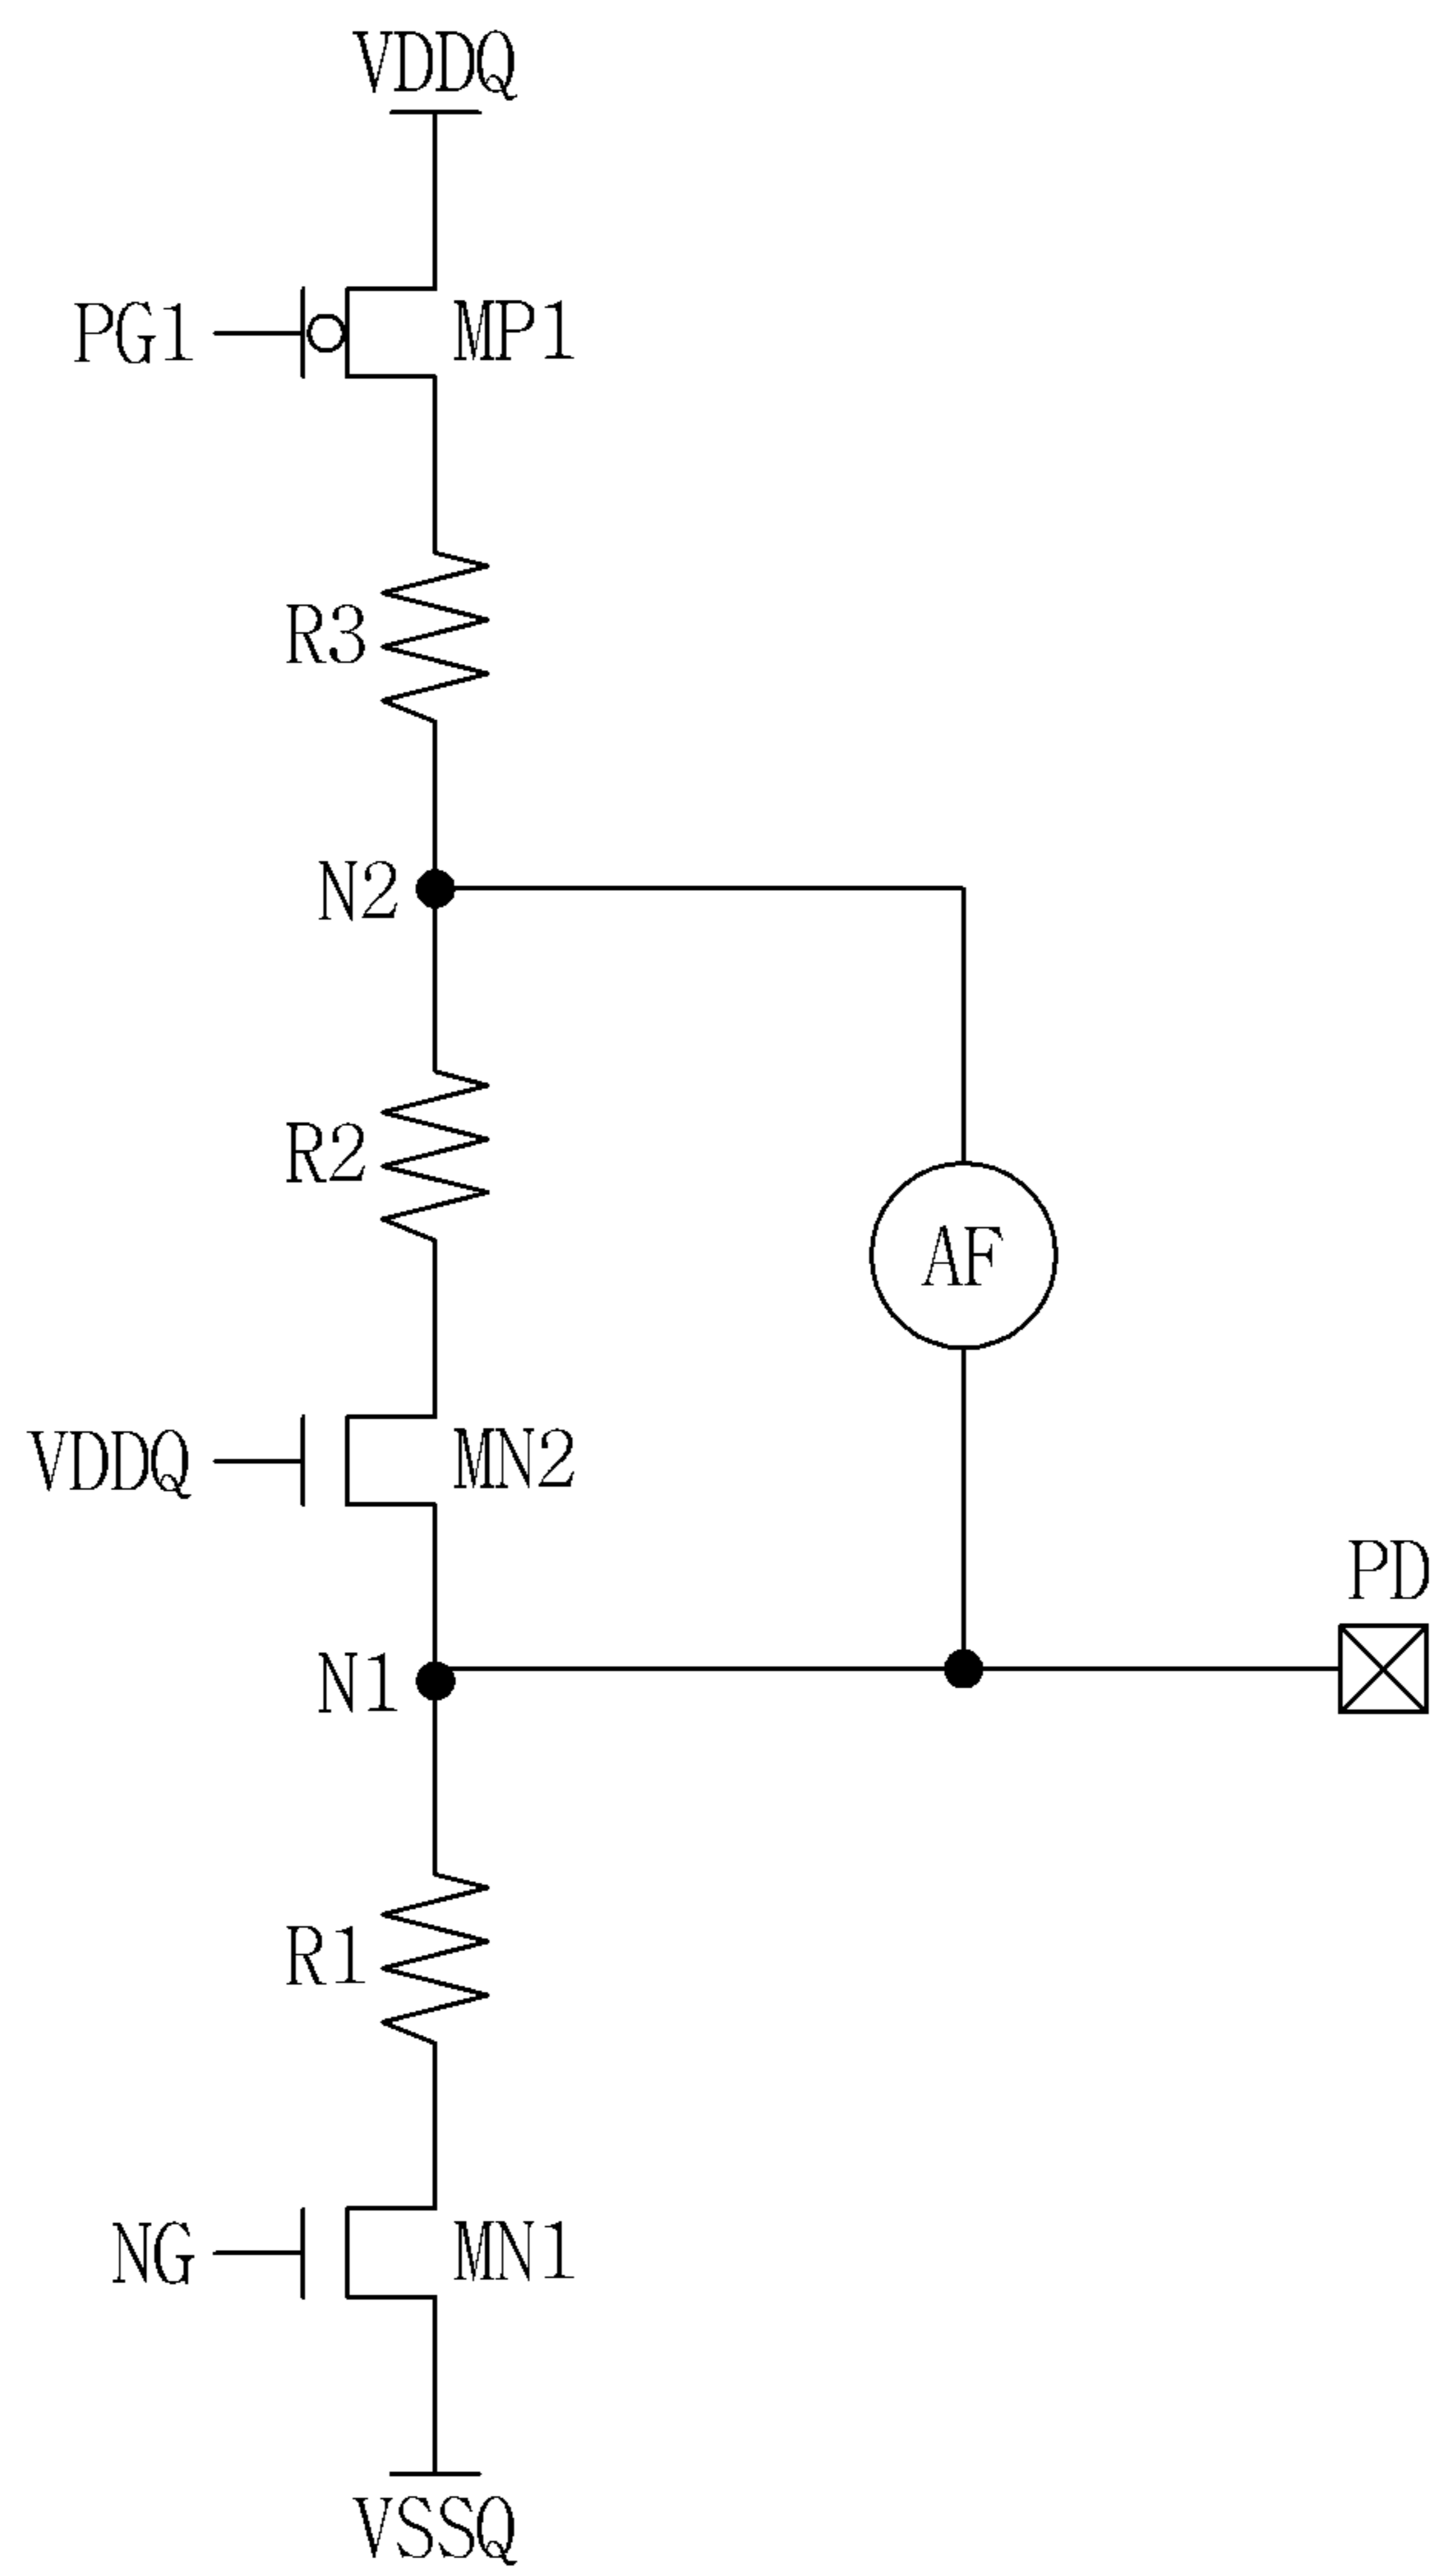 VDDQ
PG1 MP1
R3
N2
R2
AF
VDDQ MN2
PD
N1
R1
NG MN1
VSSQ